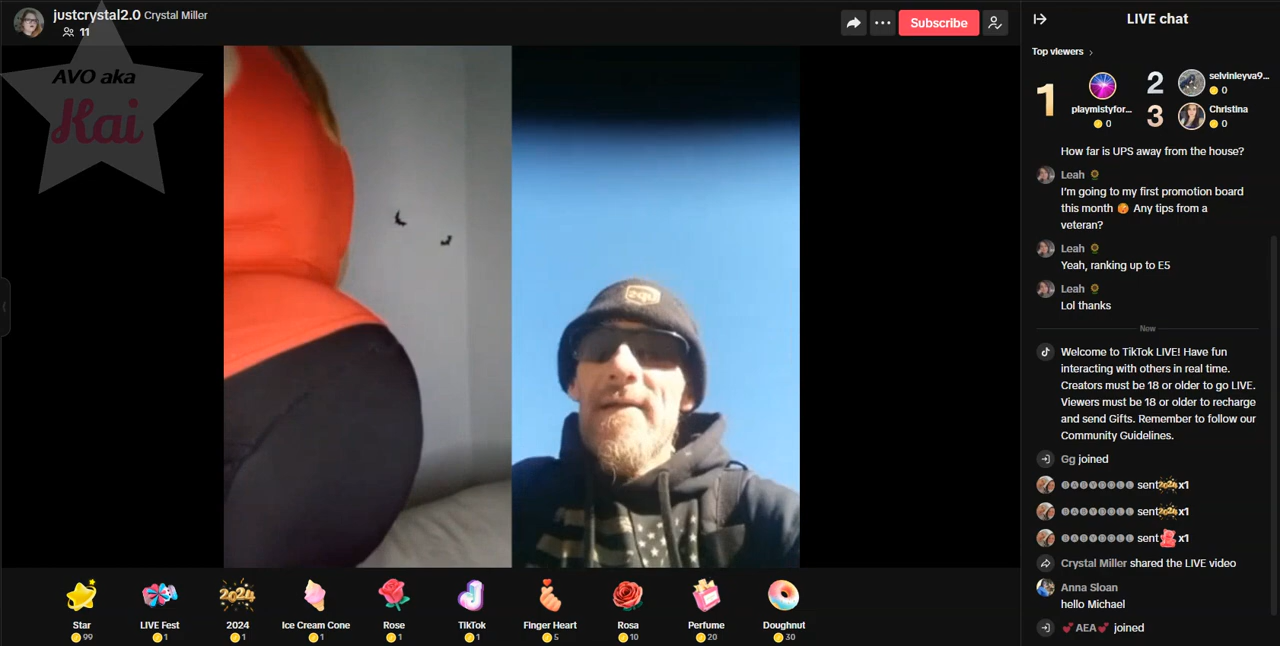 justcrystal2.0 Crystal Miller
11
AVO aka
Kai
Subscribe
LIVE chat
Top viewers
1
playmistyfor...
0
2
selvinleyva9...
0
3
Christina
0
How far is UPS away from the house?
Leah
I'm going to my first promotion board
this month Any tips from a
veteran?
Leah
Yeah, ranking up to E5
Leah
Lol thanks
Now
Welcome to TikTok LIVE! Have fun
interacting with others in real time.
Creators must be 18 or older to go LIVE.
Viewers must be 18 or older to recharge
and send Gifts. Remember to follow our
Community Guidelines.
Gg joined
🅑🅐🅑🅨🅓🅞🅛🅛 sent 2024 x1
🅑🅐🅑🅨🅓🅞🅛🅛 sent 2024 x1
🅑🅐🅑🅨🅓🅞🅛🅛 sent x1
Crystal Miller shared the LIVE video
Anna Sloan
hello Michael
💕AEA💕 joined
ups
2024
Star
99
LIVE Fest
1
2024
1
Ice Cream Cone
1
Rose
1
TikTok
1
Finger Heart
5
Rosa
10
Perfume
20
Doughnut
30